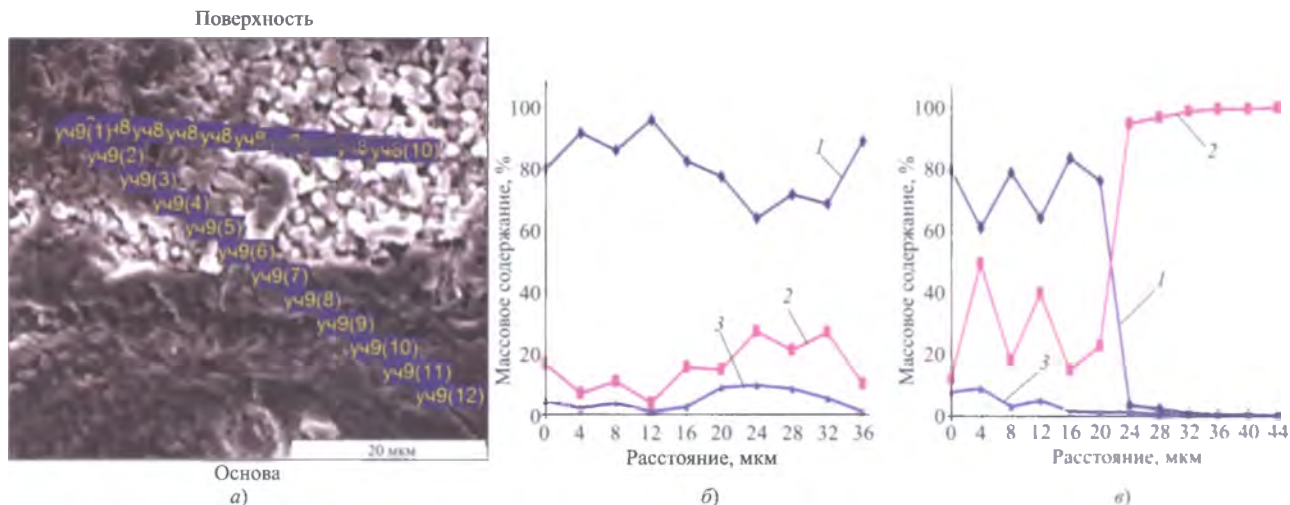 Поверхность
уч9(1)
уч9(2)
уч9(3)
уч9(4)
уч9(5)
уч9(6)
уч9(7)
уч9(8)
уч9(9)
уч9(10)
уч9(11)
уч9(12)
20 мкм
Основа
а)
Массовое содержание, %
100
80
60
40
20
0
1
2
3
0 4 8 12 16 20 24 28 32 36
Расстояние, мкм
б)
Массовое содержание, %
100
80
60
40
20
0
2
1
3
0 4 8 12 16 20 24 28 32 36 40 44
Расстояние, мкм
в)